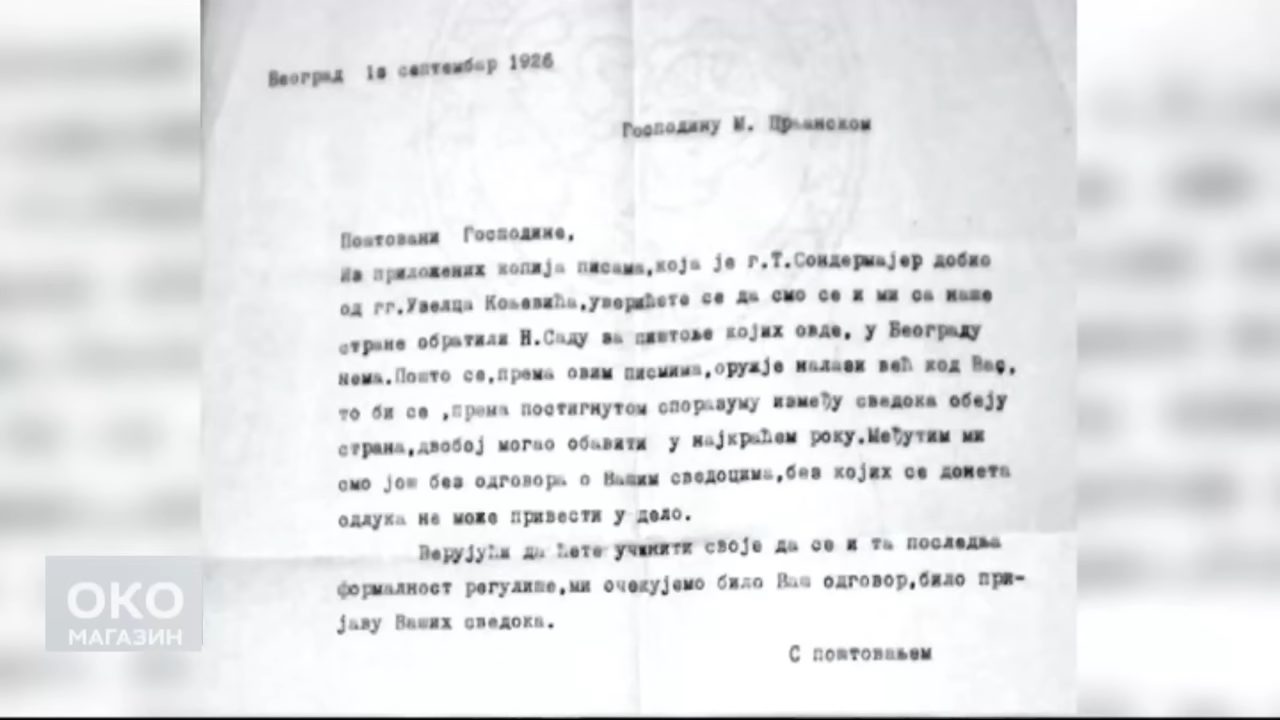 Београд 18 септембар 1926
Господину М. Црњанском
Поштовани Господине,
Из приложених копија писама,која је г.Т.Сондермајер добио
од гг.Увелца Коњевића,уверићете се да смо се и ми са наше
стране обратили Н.Саду за пиштоље којих овде, у Београду
нема.Пошто се,према овим писмима,оружје налази већ код Вас,
то би се ,према постигнутом споразуму између сведока обеју
страна,двобој могао обавити у најкраћем року.Међутим ми
смо још без одговора о Вашим сведоцима,без којих се донета
одлука не може привести у дело.
Верујући да ћете учинити своје да се и та последња
формалност регулише,ми очекујемо било Ваш одговор,било при-
јаву Ваших сведока.
С поштовањем
ОКО
МАГАЗИН